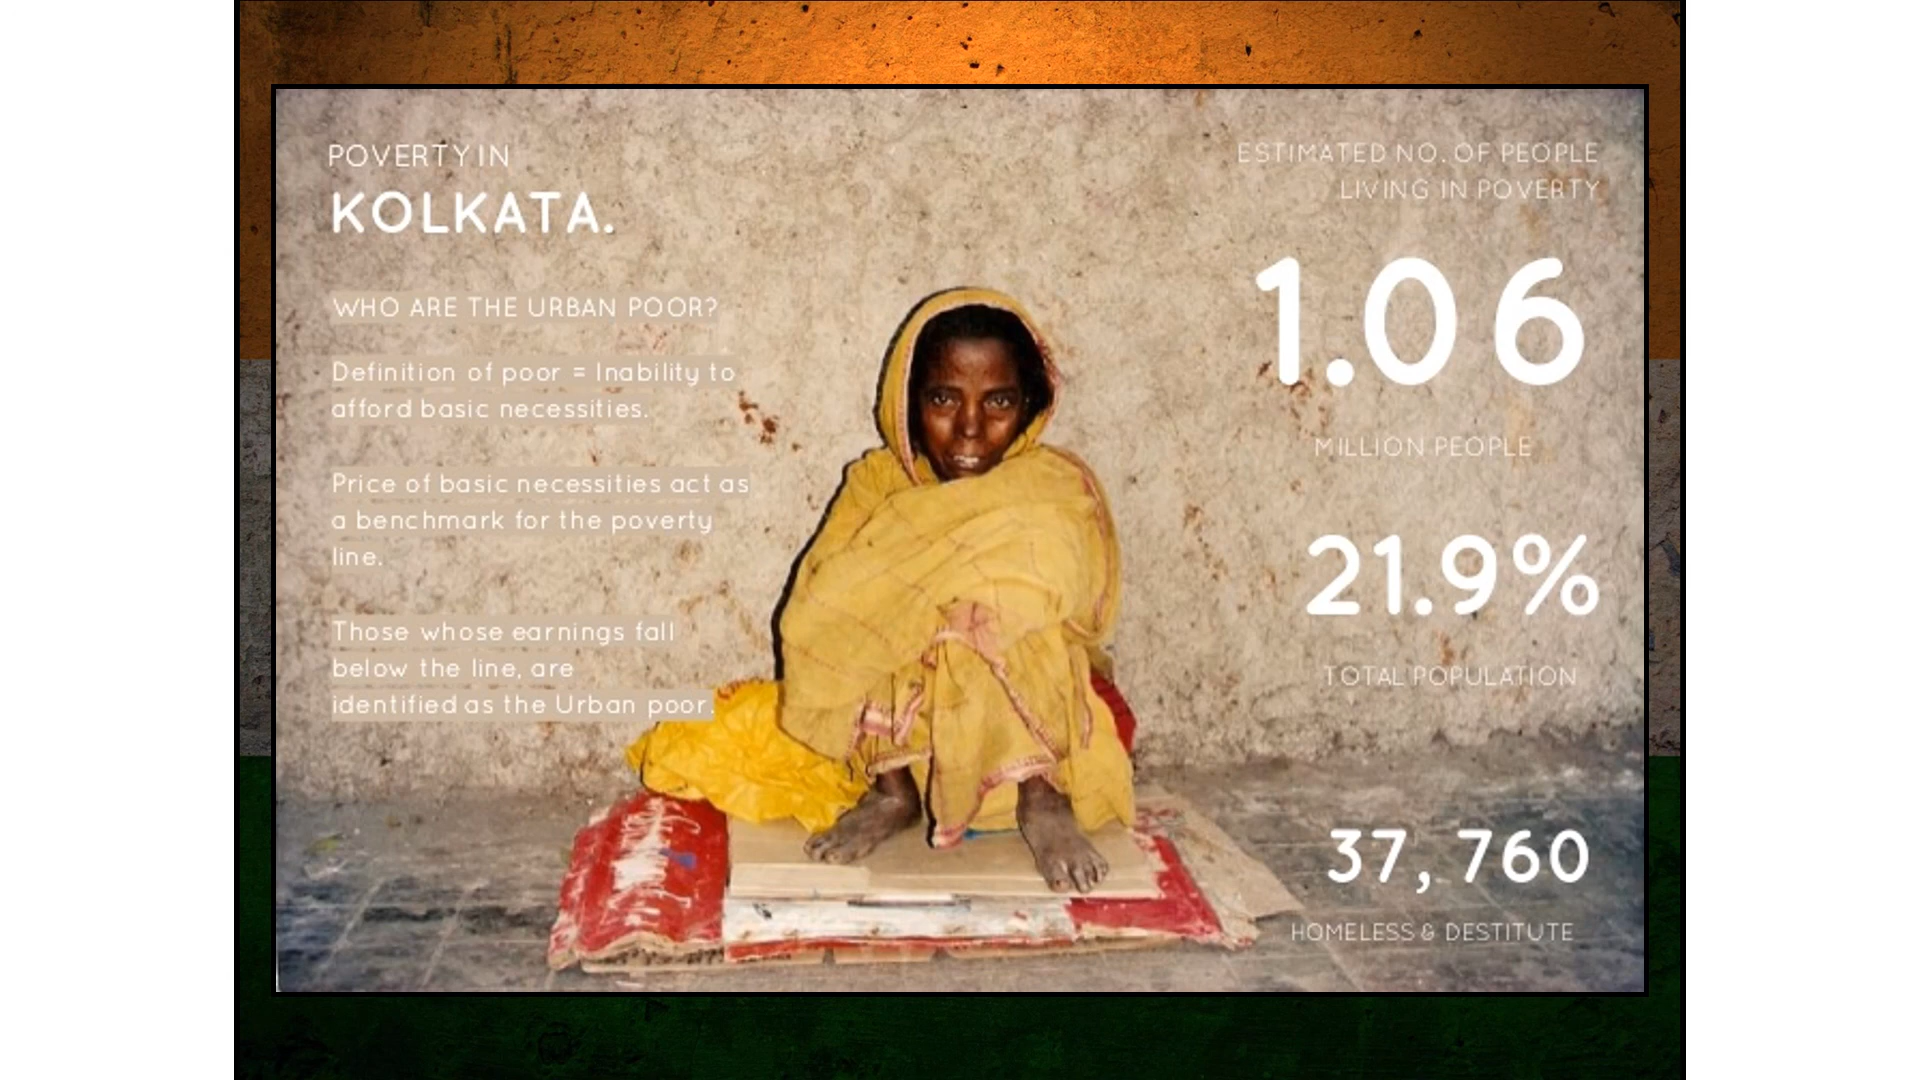 POVERTY IN
KOLKATA.
WHO ARE THE URBAN POOR?
Definition of poor = Inability to
afford basic necessities.
Price of basic necessities act as
a benchmark for the poverty
line.
Those whose earnings fall
below the line, are
identified as the Urban poor.
ESTIMATED NO. OF PEOPLE
LIVING IN POVERTY
1.06
MILLION PEOPLE
21.9%
TOTAL POPULATION
37, 760
HOMELESS & DESTITUTE